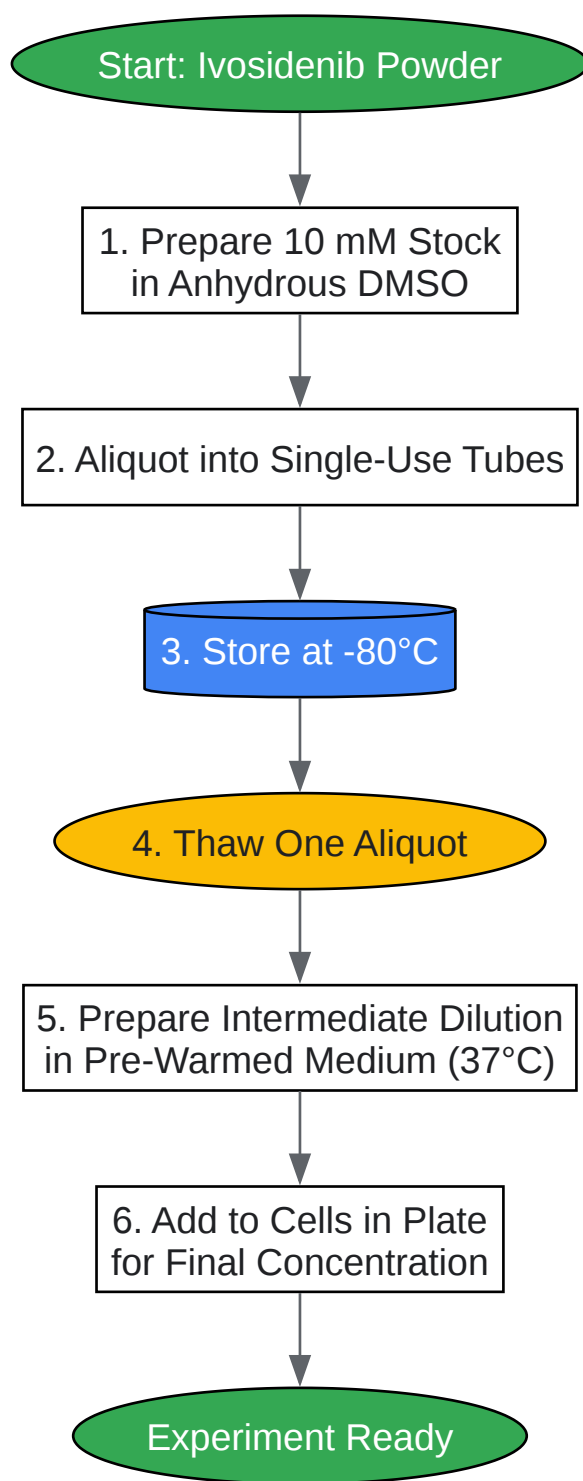 Start: Ivosidenib Powder
1. Prepare 10 mM Stock
in Anhydrous DMSO
2. Aliquot into Single-Use Tubes
3. Store at -80°C
4. Thaw One Aliquot
5. Prepare Intermediate Dilution
in Pre-Warmed Medium (37°C)
6. Add to Cells in Plate
for Final Concentration
Experiment Ready